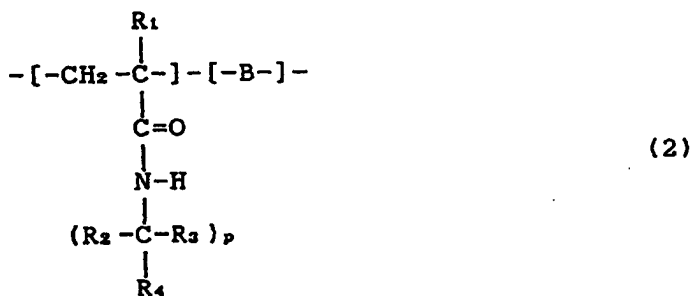 R₁
-[-CH₂-C-]-[-B-]-
C=O
(2)
N-H
(R₂-C-R₃)ₚ
R₄